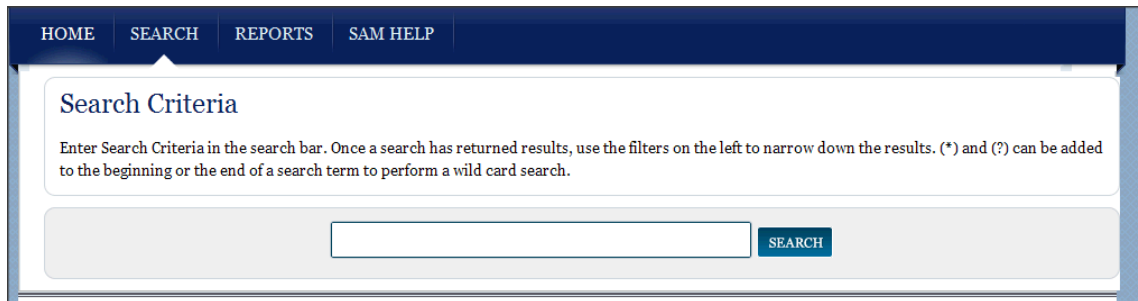 HOME SEARCH REPORTS SAM HELP
Search Criteria
Enter Search Criteria in the search bar. Once a search has returned results, use the filters on the left to narrow down the results. (*) and (?) can be added
to the beginning or the end of a search term to perform a wild card search.
SEARCH